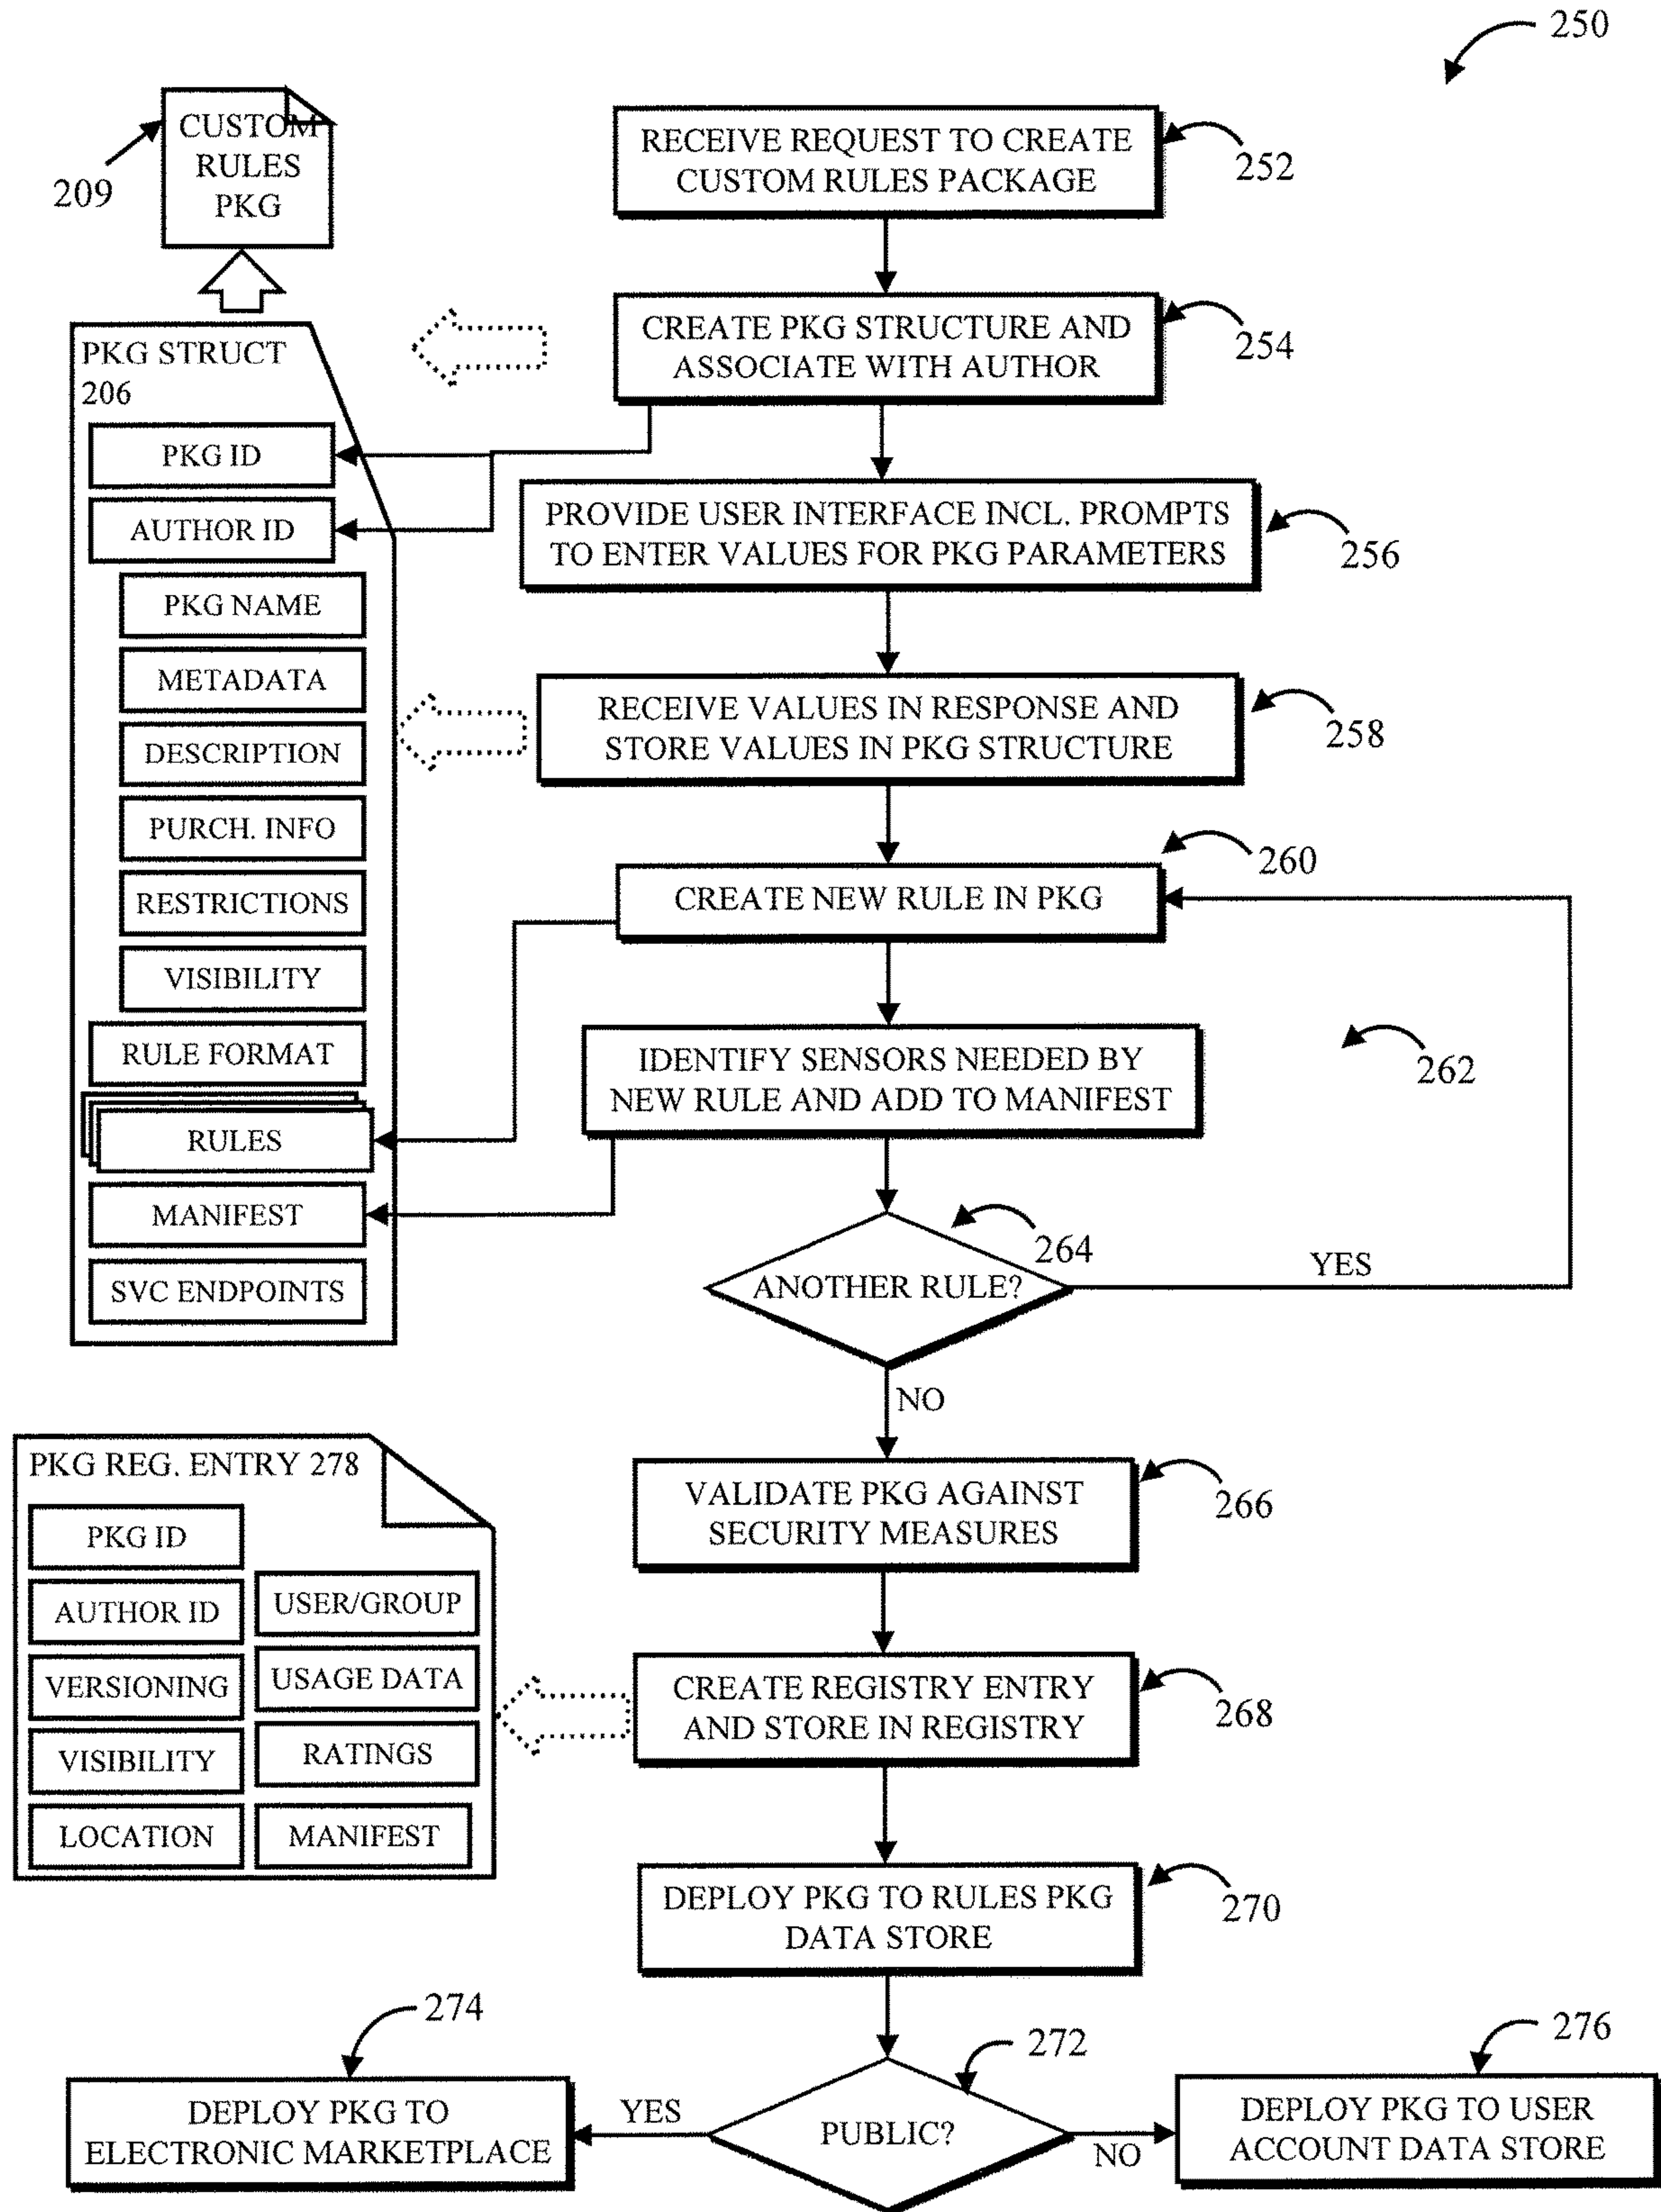 250
CUSTOM
RULES
PKG
209
RECEIVE REQUEST TO CREATE
CUSTOM RULES PACKAGE
252
CREATE PKG STRUCTURE AND
ASSOCIATE WITH AUTHOR
254
PKG STRUCT
206
PKG ID
AUTHOR ID
PKG NAME
METADATA
DESCRIPTION
PURCH. INFO
RESTRICTIONS
VISIBILITY
RULE FORMAT
RULES
MANIFEST
SVC ENDPOINTS
PROVIDE USER INTERFACE INCL. PROMPTS
TO ENTER VALUES FOR PKG PARAMETERS
256
RECEIVE VALUES IN RESPONSE AND
STORE VALUES IN PKG STRUCTURE
258
CREATE NEW RULE IN PKG
260
IDENTIFY SENSORS NEEDED BY
NEW RULE AND ADD TO MANIFEST
262
ANOTHER RULE?
264
YES
NO
VALIDATE PKG AGAINST
SECURITY MEASURES
266
PKG REG. ENTRY 278
PKG ID
AUTHOR ID
VERSIONING
VISIBILITY
LOCATION
USER/GROUP
USAGE DATA
RATINGS
MANIFEST
CREATE REGISTRY ENTRY
AND STORE IN REGISTRY
268
DEPLOY PKG TO RULES PKG
DATA STORE
270
PUBLIC?
272
YES
NO
DEPLOY PKG TO
ELECTRONIC MARKETPLACE
274
DEPLOY PKG TO USER
ACCOUNT DATA STORE
276